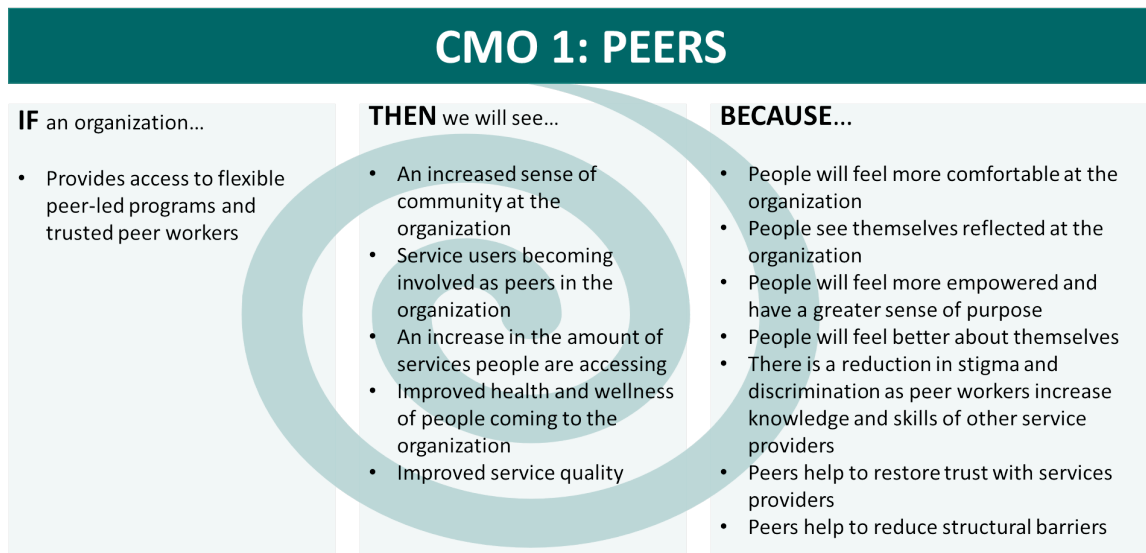 CMO 1: PEERS
IF an organization...
• Provides access to flexible
peer-led programs and
trusted peer workers
THEN we will see...
• An increased sense of
community at the
organization
• Service users becoming
involved as peers in the
organization
• An increase in the amount of
services people are accessing
• Improved health and wellness
of people coming to the
organization
• Improved service quality
BECAUSE...
• People will feel more comfortable at the
organization
• People see themselves reflected at the
organization
• People will feel more empowered and
have a greater sense of purpose
• People will feel better about themselves
• There is a reduction in stigma and
discrimination as peer workers increase
knowledge and skills of other service
providers
• Peers help to restore trust with services
providers
• Peers help to reduce structural barriers